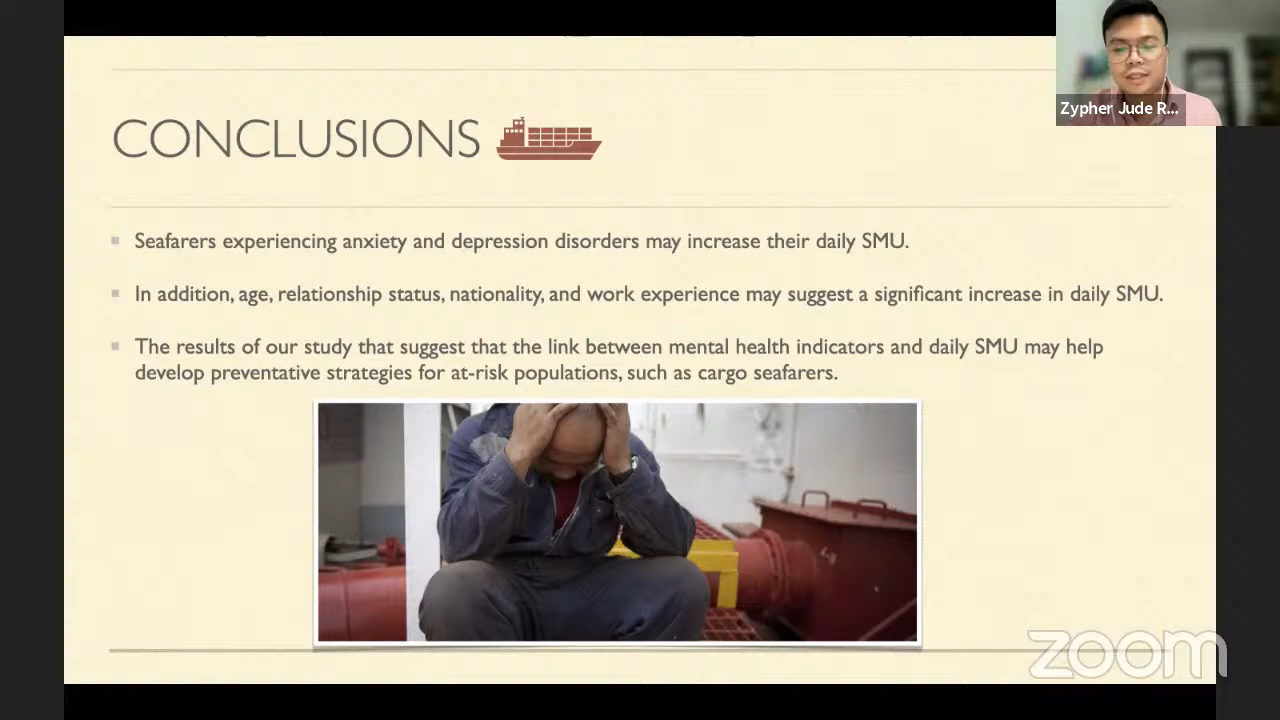 Zypher Jude R...
CONCLUSIONS
Seafarers experiencing anxiety and depression disorders may increase their daily SMU.
In addition, age, relationship status, nationality, and work experience may suggest a significant increase in daily SMU.
The results of our study that suggest that the link between mental health indicators and daily SMU may help
develop preventative strategies for at-risk populations, such as cargo seafarers.
zoom